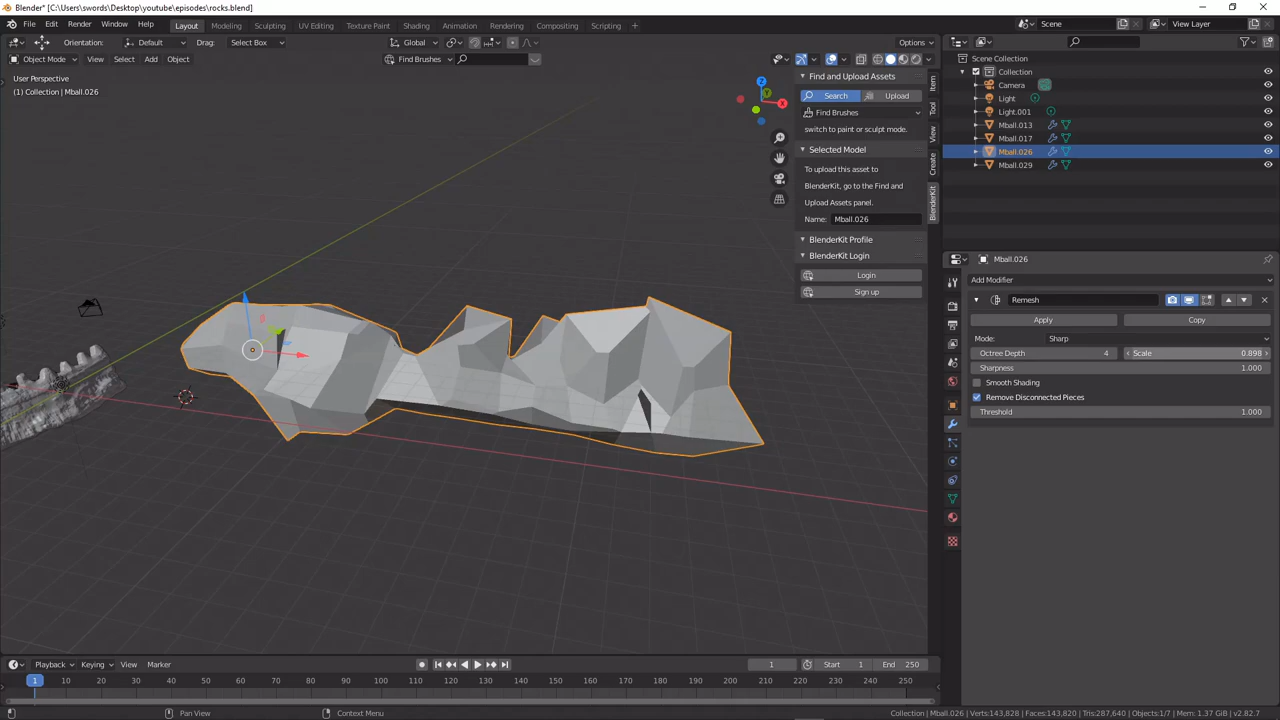 Blender* [C:\Users\swords\Desktop\youtube\episodes\rocks.blend]
File Edit Render Window Help Layout Modeling Sculpting UV Editing Texture Paint Shading Animation Rendering Compositing Scripting + Scene View Layer
Orientation: Default Drag: Select Box Global Options
Object Mode View Select Add Object Find Brushes
User Perspective
(1) Collection | Mball.026
Z
Y
X
Find and Upload Assets
Search Upload
Find Brushes
switch to paint or sculpt mode.
Selected Model
To upload this asset to
BlenderKit, go to the Find and
Upload Assets panel.
Name: Mball.026
BlenderKit Profile
BlenderKit Login
Login
Sign up
Item
Tool
View
Create
BlenderKit
Scene Collection
Collection
Camera
Light
Light.001
Mball.013
Mball.017
Mball.026
Mball.029
Mball.026
Add Modifier
Remesh
Apply Copy
Mode: Sharp
Octree Depth 4 Scale 0.898
Sharpness 1.000
Smooth Shading
Remove Disconnected Pieces
Threshold 1.000
Playback Keying View Marker 1 Start 1 End 250
1 10 20 30 40 50 60 70 80 90 100 110 120 130 140 150 160 170 180 190 200 210 220 230 240 250
Pan View Context Menu Collection | Mball.026 | Verts:143,828 | Faces:143,820 | Tris:287,640 | Objects:1/7 | Mem: 1.37 GiB | v2.82.7